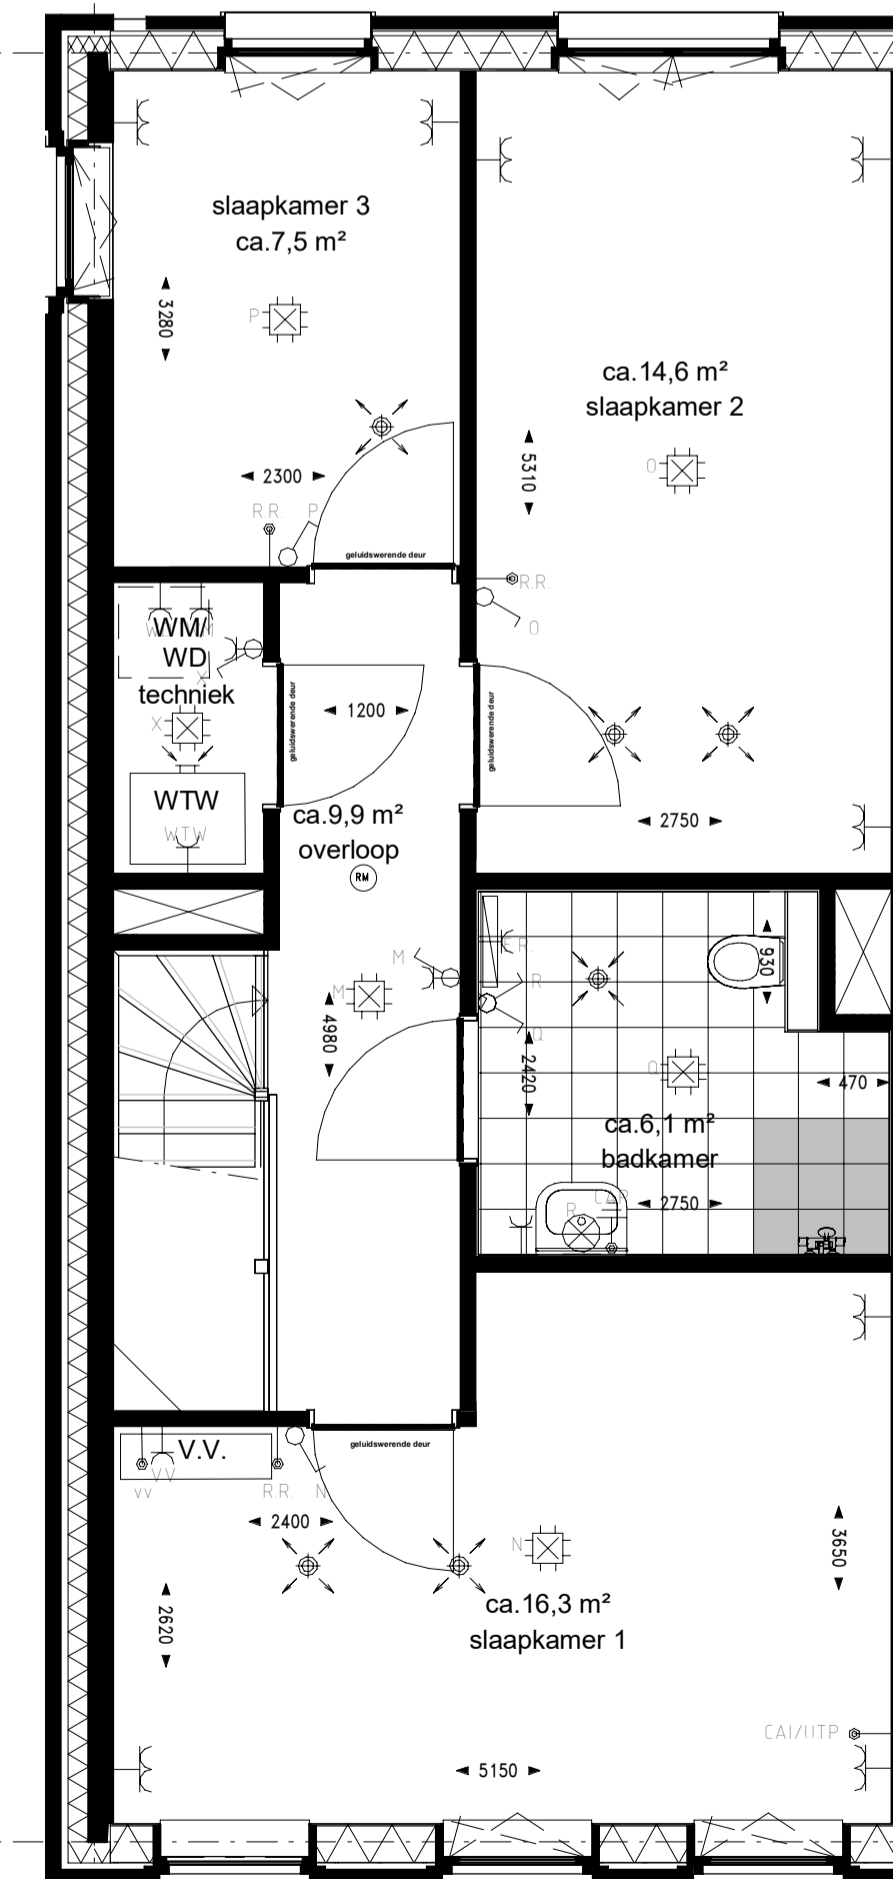 slaapkamer 3
ca.7,5 m²
3280
P
2300
R.R.
P
geluidswerende deur
ca.14,6 m²
slaapkamer 2
5310
O
R.R.
O
geluidswerende deur
2750
WM/
WD
X
techniek
X
WTW
WTW
geluidswerende deur
1200
ca.9,9 m²
overloop
RM
M
M
4980
R
Q
930
2420
Q
470
ca.6,1 m²
badkamer
CAP
2750
R
V.V.
VV
vv
R.R.
N
geluidswerende deur
2400
N
3650
2620
ca.16,3 m²
slaapkamer 1
CAI/UTP
5150